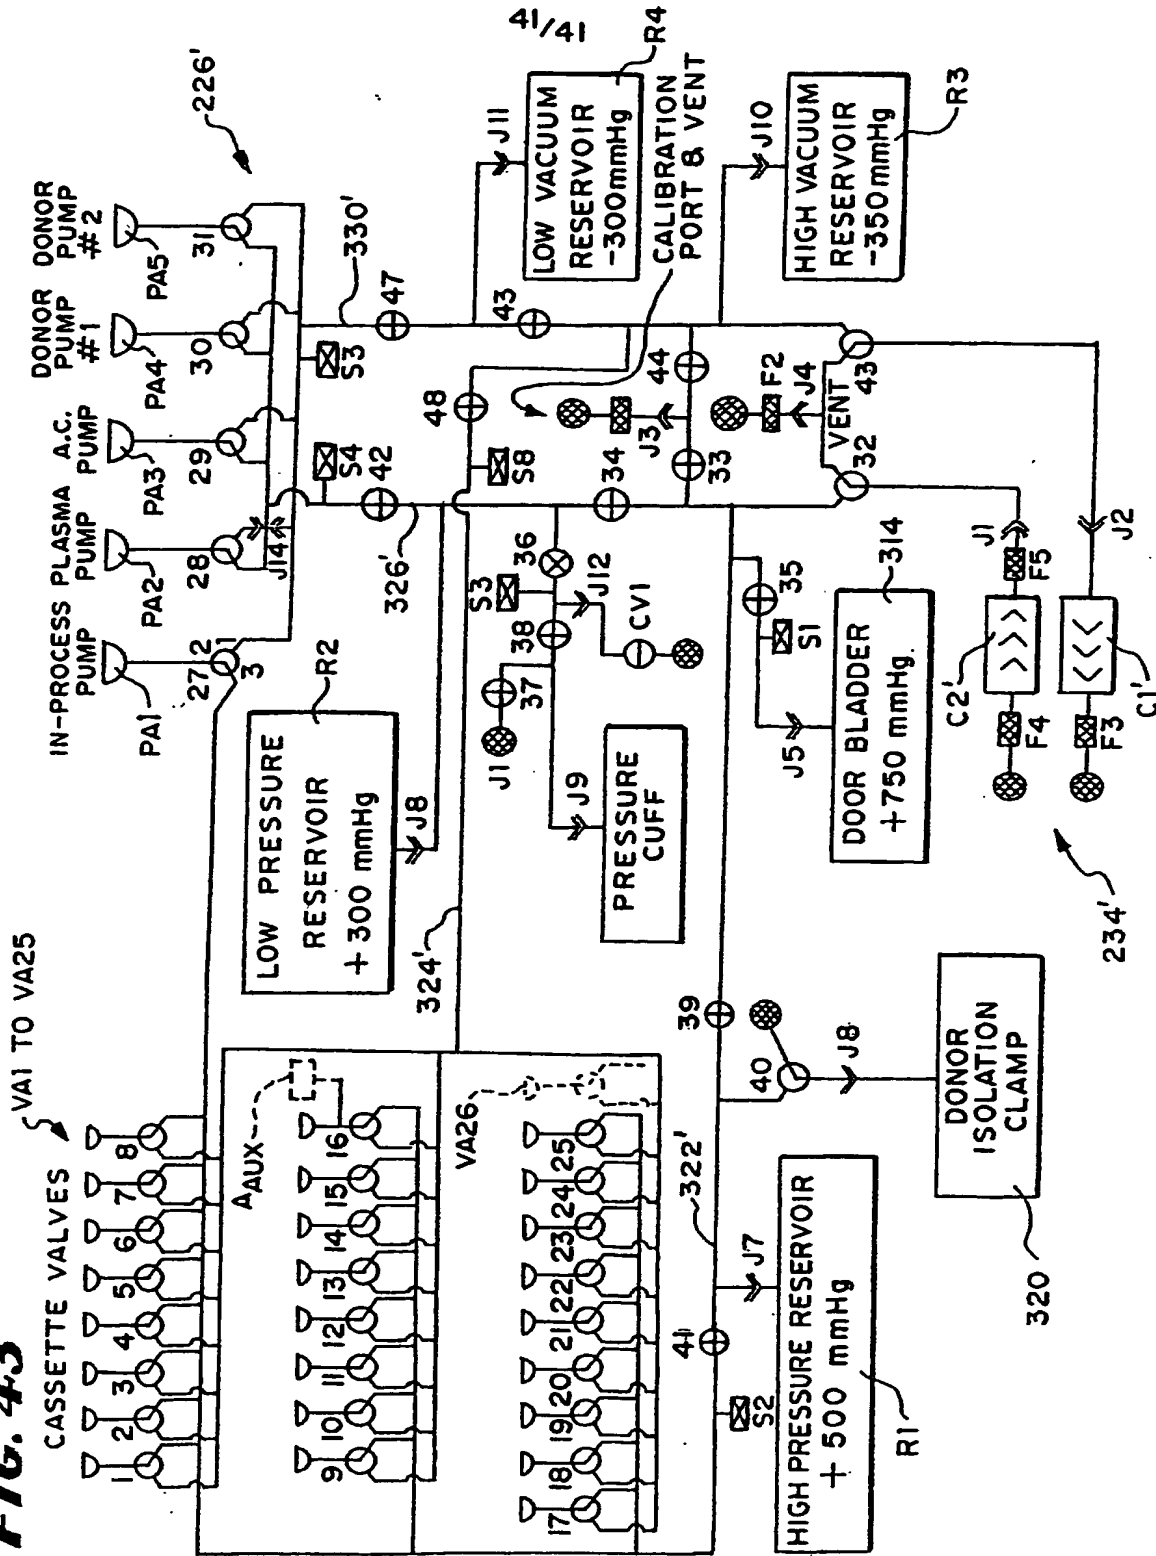 41/41
FIG. 43
226'
DONOR PUMP #2
DONOR PUMP #1
A.C. PUMP
PLASMA PUMP
IN-PROCESS PUMP
PA5
PA4
PA3
PA2
PA1
31
30
29
28
27
2
1
3
J14
330'
S3
47
S4
42
326'
J11
LOW VACUUM
RESERVOIR
-300mmHg
R4
43
CALIBRATION
PORT & VENT
48
S8
44
J3
34
33
J10
HIGH VACUUM
RESERVOIR
-350mmHg
R3
F2
J4
VENT
43
32
R2
LOW PRESSURE
RESERVOIR
+ 300 mmHg
J8
324'
36
S3
J12
38
CV1
37
J1
J9
PRESSURE
CUFF
35
S1
J5
DOOR BLADDER
+750 mmHg
314
J1
J2
F5
C2'
C1'
F4
F3
234'
VA1 TO VA25
CASSETTE VALVES
1
2
3
4
5
6
7
8
AAUX
9
10
11
12
13
14
15
16
VA26
17
18
19
20
21
22
23
24
25
39
40
J8
DONOR
ISOLATION
CLAMP
320
322'
J7
41
S2
HIGH PRESSURE RESERVOIR
+ 500 mmHg
R1